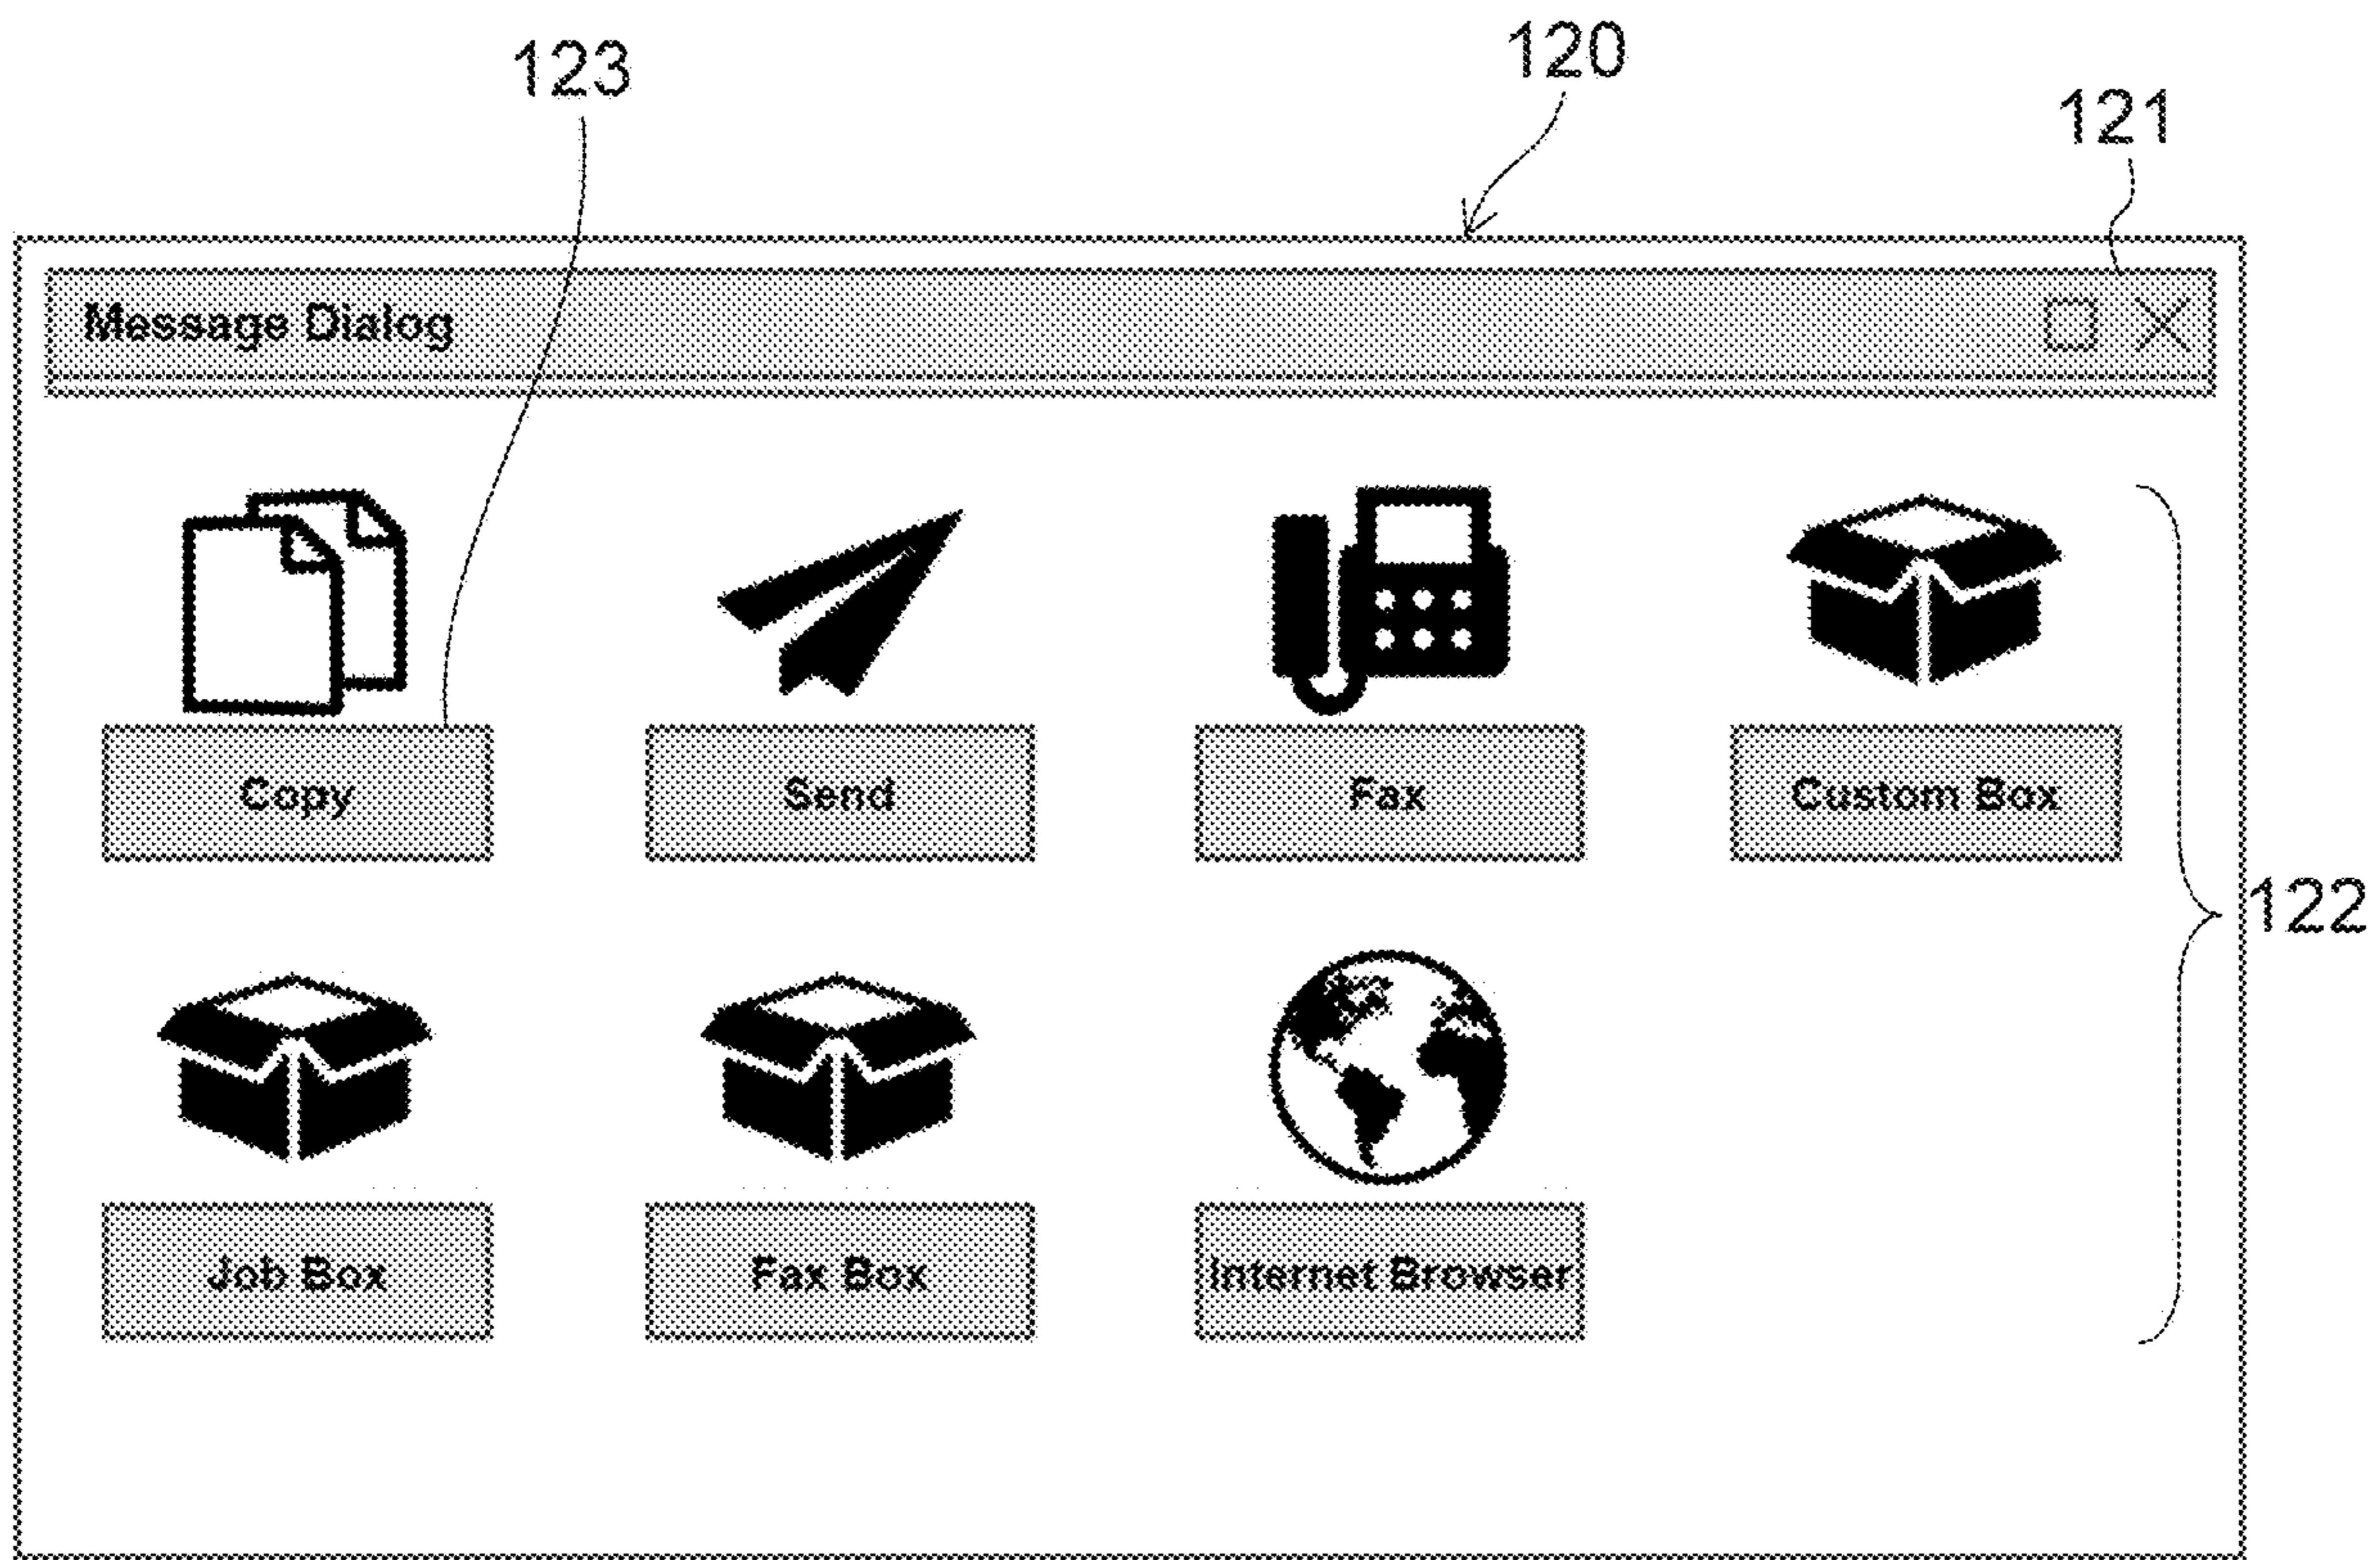 123
120
121
Message Dialog
Copy
Send
Fax
Custom Box
122
Job Box
Fax Box
Internet Browser